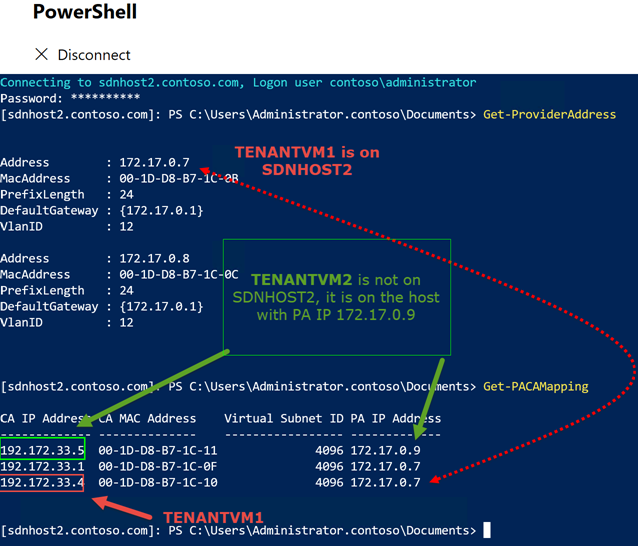 PowerShell
Disconnect
Connecting to sdnhost2.contoso.com, Logon user contoso\administrator
Password: **********
[sdnhost2.contoso.com]: PS C:\Users\Administrator.contoso\Documents> Get-ProviderAddress
Address : 172.17.0.7
MacAddress : 00-1D-D8-B7-1C-0B
PrefixLength : 24
DefaultGateway : {172.17.0.1}
VlanID : 12
TENANTVM1 is on
SDNHOST2
Address : 172.17.0.8
MacAddress : 00-1D-D8-B7-1C-0C
PrefixLength : 24
DefaultGateway : {172.17.0.1}
VlanID : 12
TENANTVM2 is not on
SDNHOST2, it is on the host
with PA IP 172.17.0.9
[sdnhost2.contoso.com]: PS C:\Users\Administrator.contoso\Documents> Get-PACAMapping
CA IP Address CA MAC Address Virtual Subnet ID PA IP Address
------------- -------------- ----------------- -------------
192.172.33.5 00-1D-D8-B7-1C-11 4096 172.17.0.9
192.172.33.1 00-1D-D8-B7-1C-0F 4096 172.17.0.7
192.172.33.4 00-1D-D8-B7-1C-10 4096 172.17.0.7
TENANTVM1
[sdnhost2.contoso.com]: PS C:\Users\Administrator.contoso\Documents>